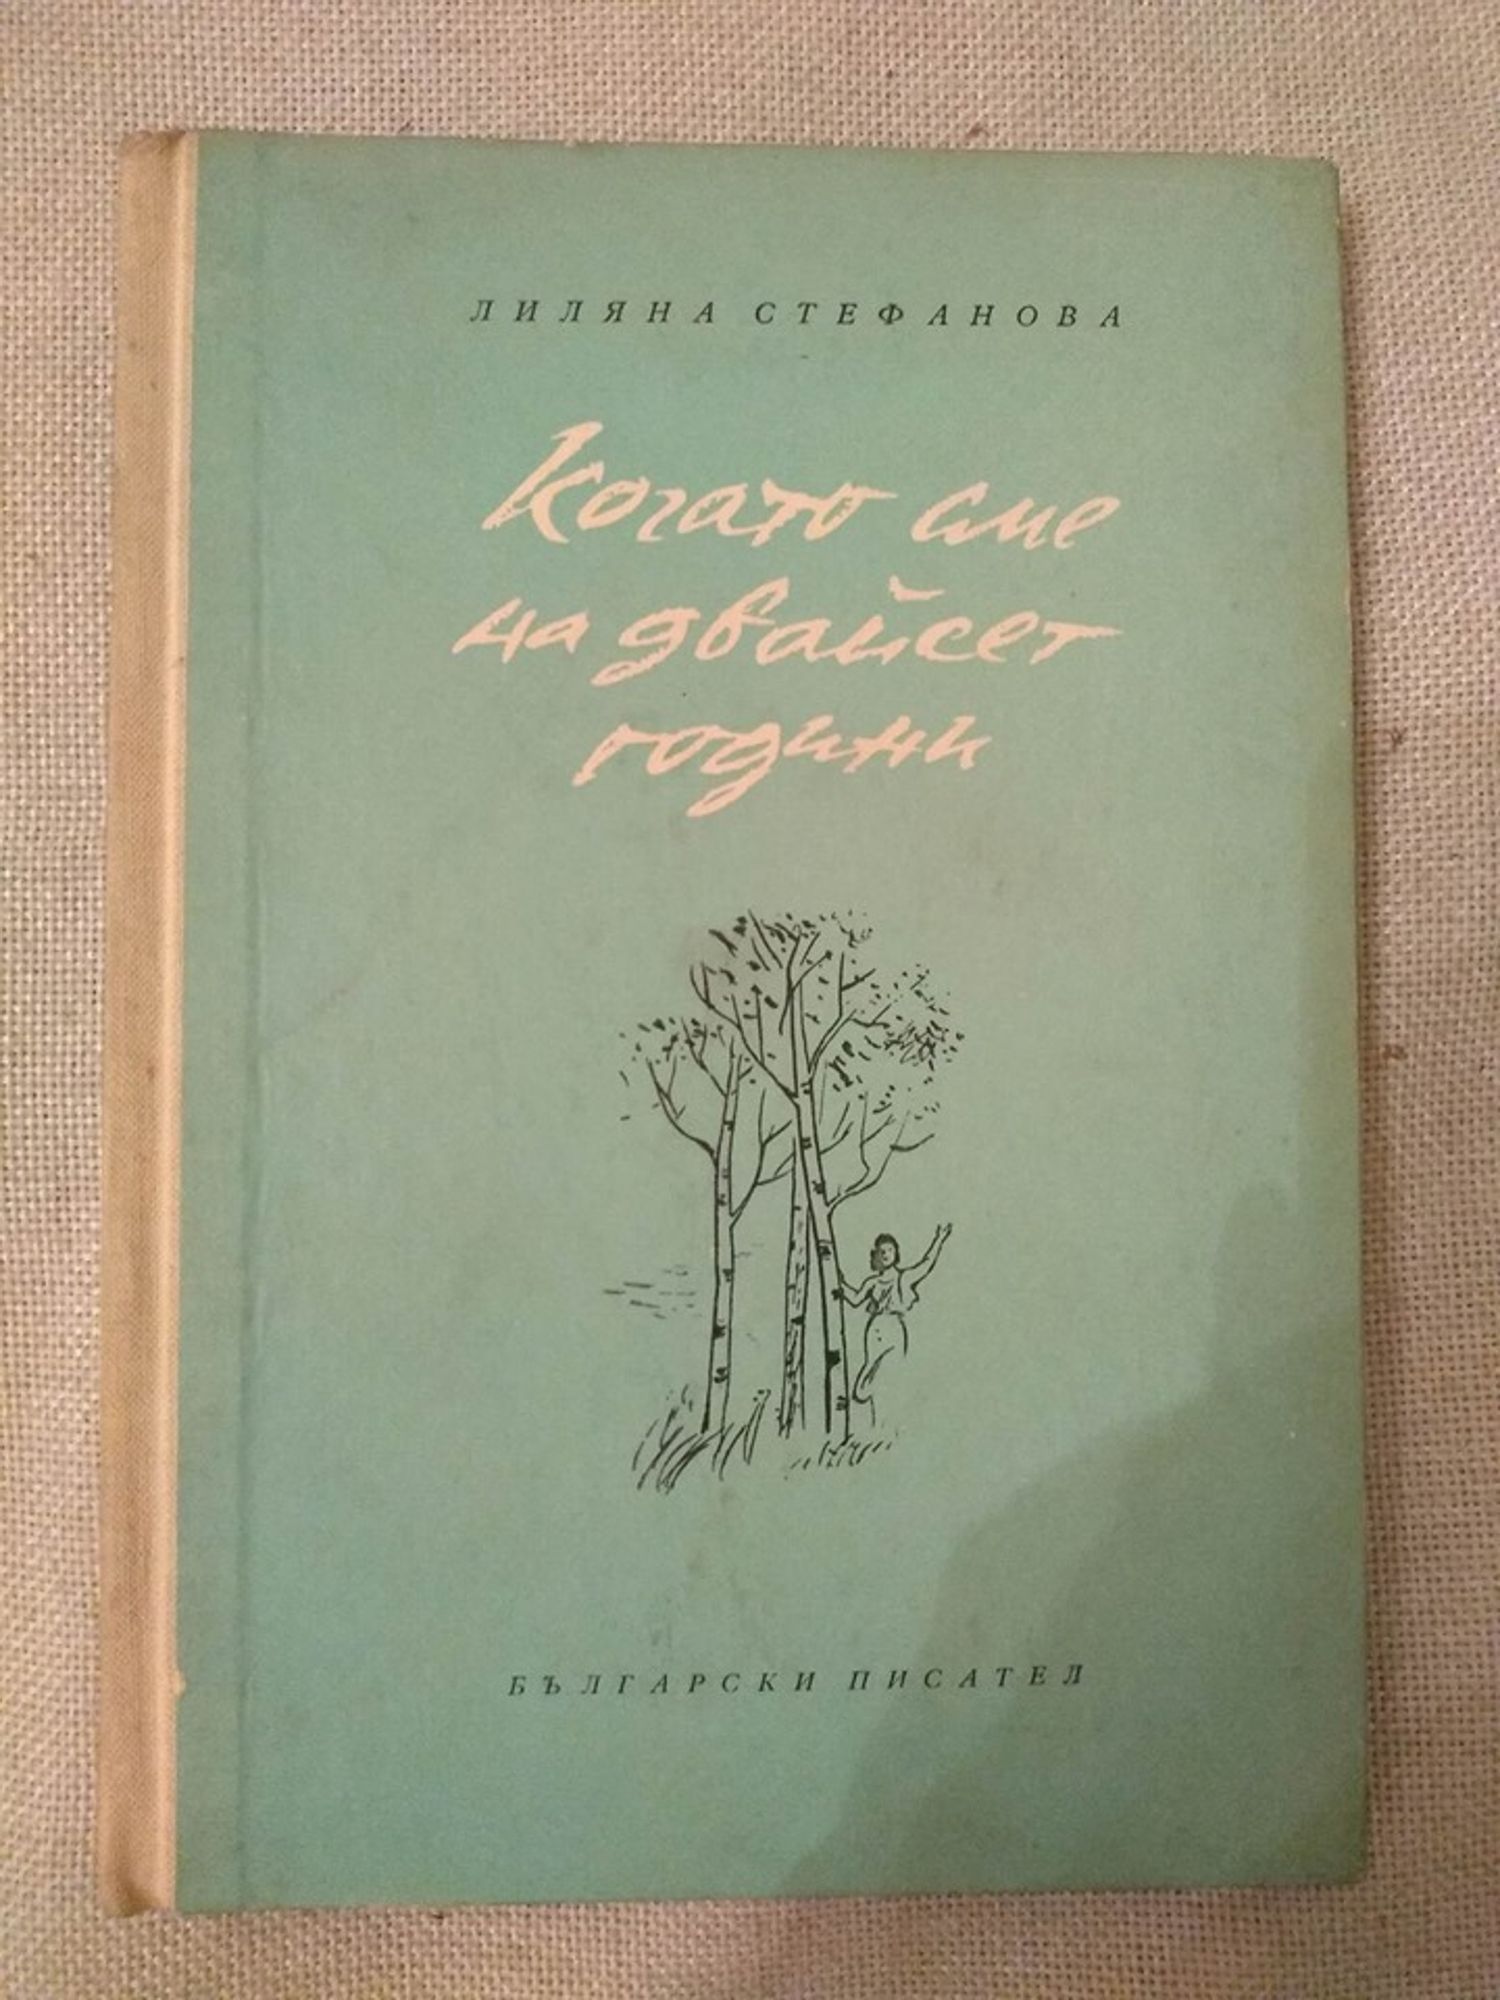 ЛИЛЯНА СТЕФАНОВА
Когато сме
на двайсет
години
БЪЛГАРСКИ ПИСАТЕЛ